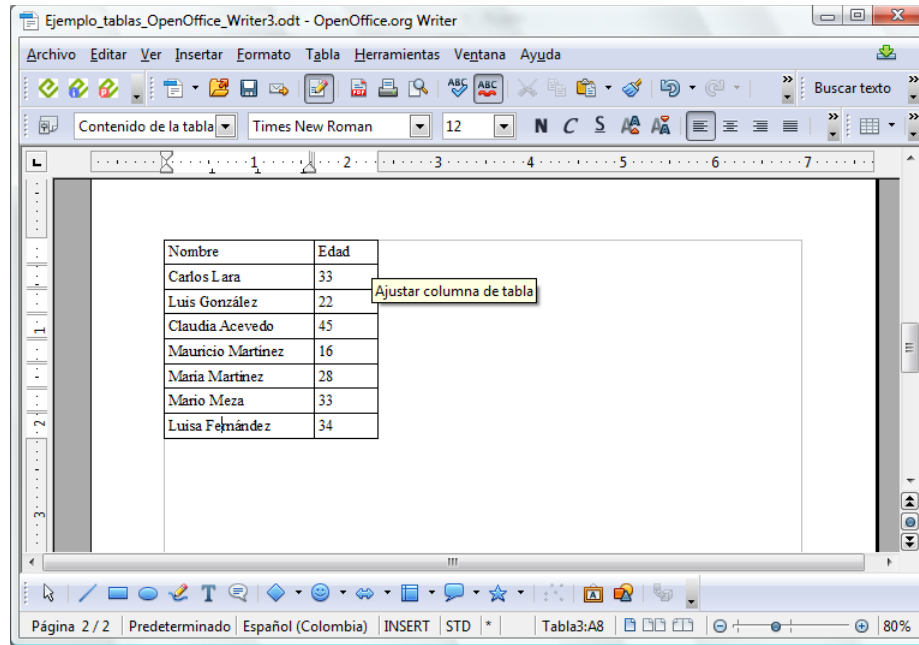 Ejemplo_tablas_OpenOffice_Writer3.odt - OpenOffice.org Writer
Archivo Editar Ver Insertar Formato Tabla Herramientas Ventana Ayuda
ABC ABC Buscar texto
Contenido de la tabla Times New Roman 12 N C S
1 2 3 4 5 6 7
Nombre Edad
Carlos Lara 33
Ajustar columna de tabla
Luis González 22
Claudia Acevedo 45
Mauricio Martinez 16
Maria Martínez 28
Mario Meza 33
Luisa Fernández 34
1
2
3
Página 2 / 2 Predeterminado Español (Colombia) INSERT STD * Tabla3:A8 80%